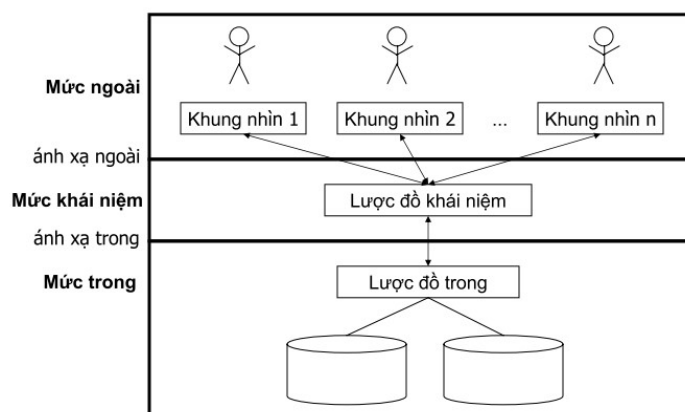 Mức ngoài
Khung nhìn 1
Khung nhìn 2
...
Khung nhìn n
ánh xạ ngoài
Mức khái niệm
Lược đồ khái niệm
ánh xạ trong
Mức trong
Lược đồ trong